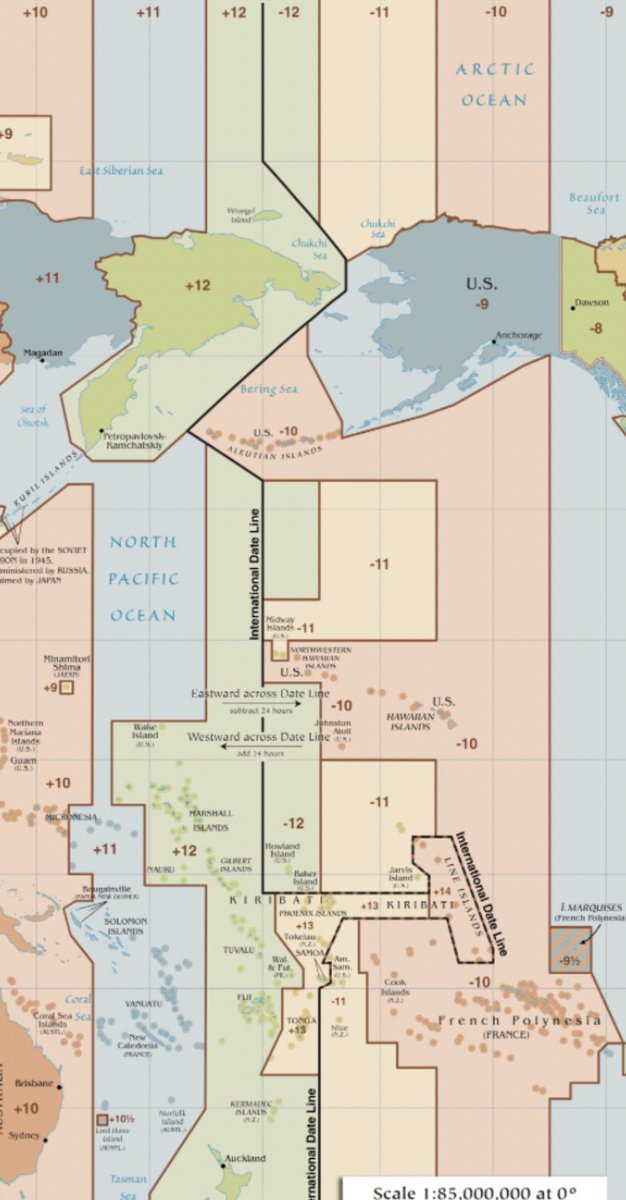 +10
+11
+12
-12
-11
-10
-9
ARCTIC
OCEAN
+9
East Siberian Sea
Beaufort
Sea
Wrangel
Island
Chukchi
Sea
Chukchi
Sea
+11
+12
U.S.
-9
Dawson
-8
Anchorage
Magadan
Bering Sea
Sea of
Ohotsk
U.S. -10
ALEUTIAN ISLANDS
Petropavlovsk-
Kamchatskiy
KURIL ISLANDS
cupied by the SOVIET
ION in 1945,
ministered by RUSSIA,
aimed by JAPAN
NORTH
PACIFIC
OCEAN
International Date Line
-11
Midway
Islands
(U.S.)
-11
NORTHWESTERN
HAWAIIAN
ISLANDS
U.S.
Minamitori
Shima
(JAPAN)
+9
Eastward across Date Line
subtract 24 hours
Westward across Date Line
add 24 hours
-10
Johnston
Atoll
(U.S.)
U.S.
HAWAIIAN
ISLANDS
-10
Northern
Mariana
Islands
(U.S.)
Guam
(U.S.)
Wake
Island
(U.S.)
+10
MICRONESIA
MARSHALL
ISLANDS
-12
-11
+11
+12
NAURU
GILBERT
ISLANDS
Howland
Island
(U.S.)
Baker
Island
(U.S.)
Jarvis
Island
(U.S.)
+14
LINE ISLANDS
International Date Line
Bougainville
(PAPUA NEW GUINEA)
KIRIBATI
+13
KIRIBATI
PHOENIX ISLANDS
+13
SOLOMON
ISLANDS
Tokelau
(N.Z.)
SAMOA
TUVALU
Wal.
& Fut.
(FR.)
Am.
Sam.
(U.S.)
Î. MARQUISES
(French Polynesia
-9½
Coral
Sea
Coral Sea
Islands
(AUSTL.)
VANUATU
FIJI
TONGA
+13
-11
Niue
(N.Z.)
Cook
Islands
(N.Z.)
-10
French Polynesia
(FRANCE)
New
Caledonia
(FRANCE)
Brisbane
+10
Sydney
+10½
Lord Howe
Island
(AUSTL.)
Norfolk
Island
(AUSTL.)
KERMADEC
ISLANDS
(N.Z.)
Auckland
Tasman
Sea
rnational Date Line
Scale 1:85,000,000 at 0°